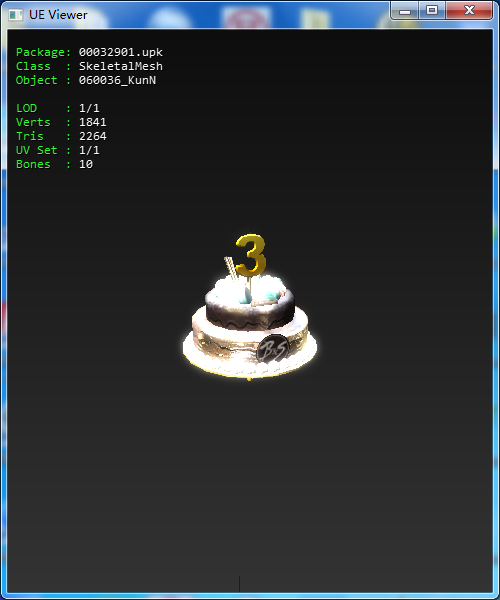 UE Viewer
Package: 00032901.upk
Class : SkeletalMesh
Object : 060036_KunN
LOD : 1/1
Verts : 1841
Tris : 2264
UV Set : 1/1
Bones : 10
3
B&S